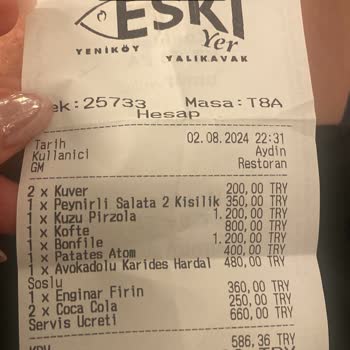 ESKİ
Yer
YENİKÖY YALIKAVAK
ek:25733 Masa:T8A
Hesap
Tarih 02.08.2024 22:31
Kullanici Aydin
GM Restoran
2 x Kuver 200,00 TRY
1 x Peynirli Salata 2 Kisilik 350,00 TRY
1 x Kuzu Pirzola 1.200,00 TRY
1 x Kofte 800,00 TRY
1 x Bonfile 1.200,00 TRY
1 x Patates Atom 400,00 TRY
1 x Avokadolu Karides Hardal 480,00 TRY
Soslu
1 x Enginar Firin 360,00 TRY
2 x Coca Cola 250,00 TRY
Servis Ucreti 660,00 TRY
KDV 586,36 TRY